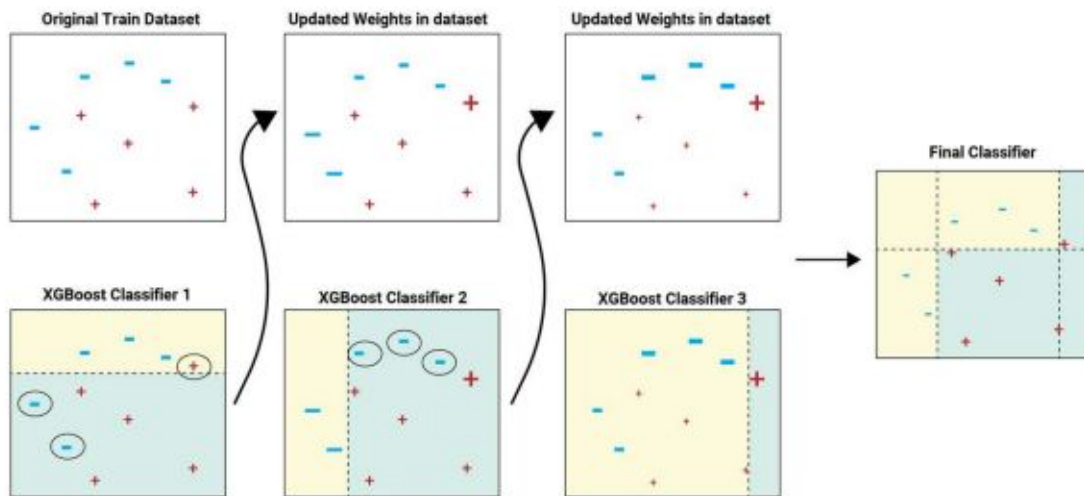 Original Train Dataset
Updated Weights in dataset
Updated Weights in dataset
Final Classifier
XGBoost Classifier 1
XGBoost Classifier 2
XGBoost Classifier 3